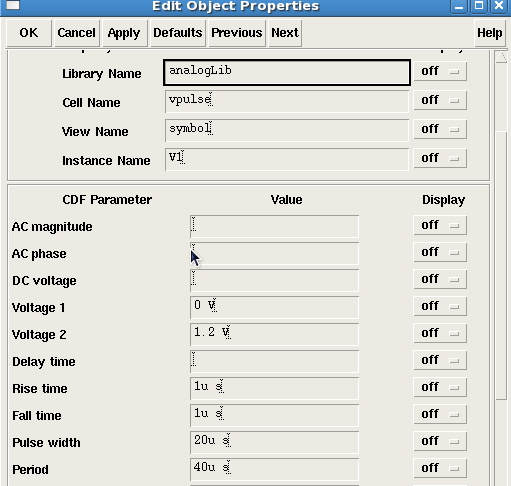 Edit Object Properties
OK Cancel Apply Defaults Previous Next Help
Library Name analogLib off
Cell Name vpulse off
View Name symbol off
Instance Name V1 off
CDF Parameter Value Display
AC magnitude off
AC phase off
DC voltage off
Voltage 1 0 V off
Voltage 2 1.2 V off
Delay time off
Rise time 1u s off
Fall time 1u s off
Pulse width 20u s off
Period 40u s off